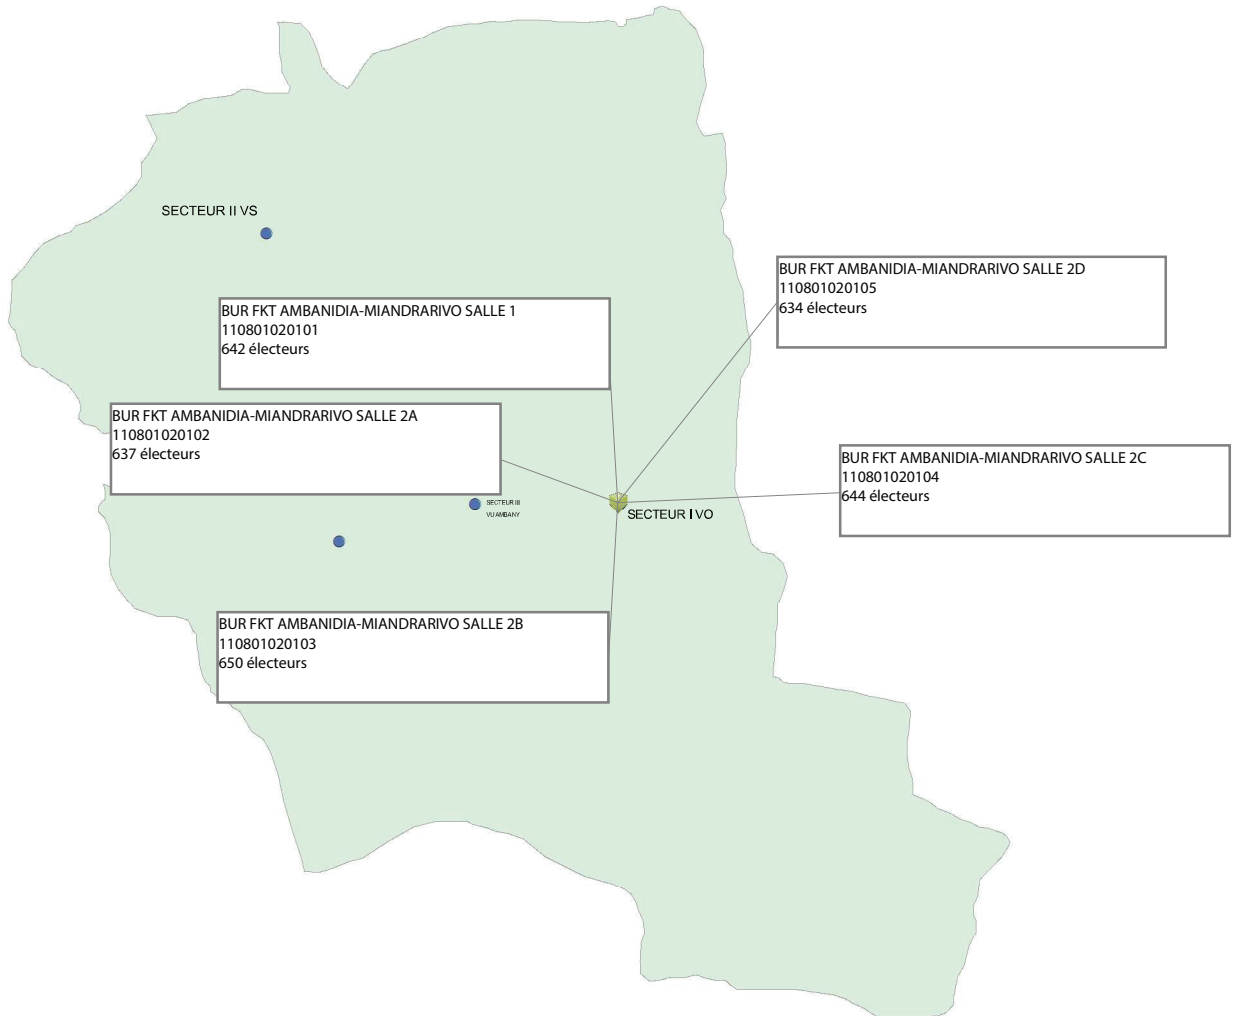 SECTEUR II VS
BUR FKT AMBANIDIA-MIANDRARIVO SALLE 2D
110801020105
634 électeurs
BUR FKT AMBANIDIA-MIANDRARIVO SALLE 1
110801020101
642 électeurs
BUR FKT AMBANIDIA-MIANDRARIVO SALLE 2A
110801020102
637 électeurs
BUR FKT AMBANIDIA-MIANDRARIVO SALLE 2C
110801020104
644 électeurs
SECTEUR III
VU AMBANY
SECTEUR I VO
BUR FKT AMBANIDIA-MIANDRARIVO SALLE 2B
110801020103
650 électeurs